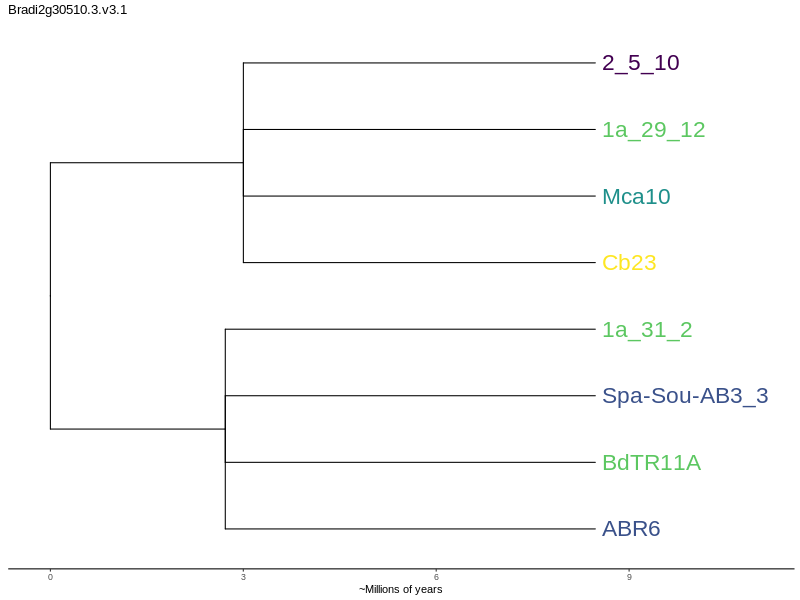 Bradi2g30510.3.v3.1
2_5_10
1a_29_12
Mca10
Cb23
1a_31_2
Spa-Sou-AB3_3
BdTR11A
ABR6
0 3 6 9
~Millions of years